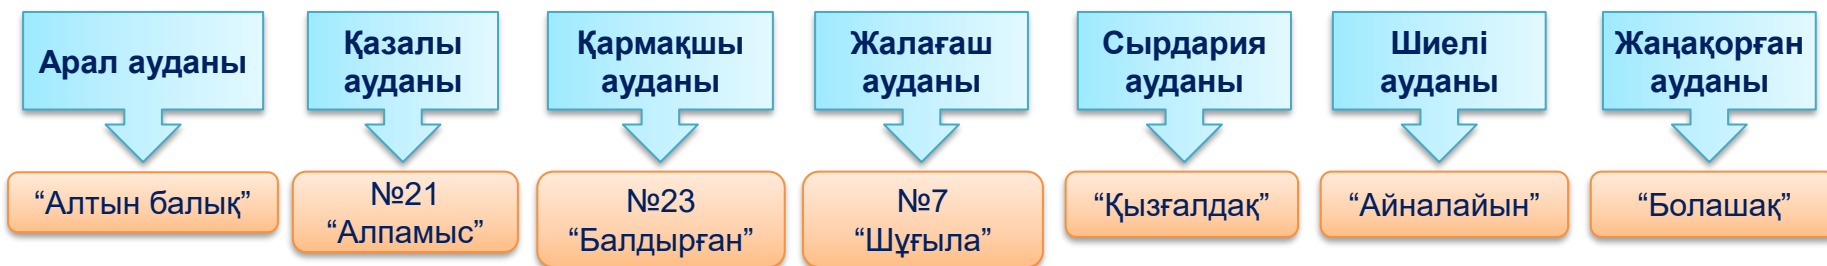 Арал ауданы
“Алтын балық”
Қазалы
ауданы
№21
“Алпамыс”
Қармақшы
ауданы
№23
“Балдырған”
Жалағаш
ауданы
№7
“Шұғыла”
Сырдария
ауданы
“Қызғалдақ”
Шиелі
ауданы
“Айналайын”
Жаңақорған
ауданы
“Болашақ”